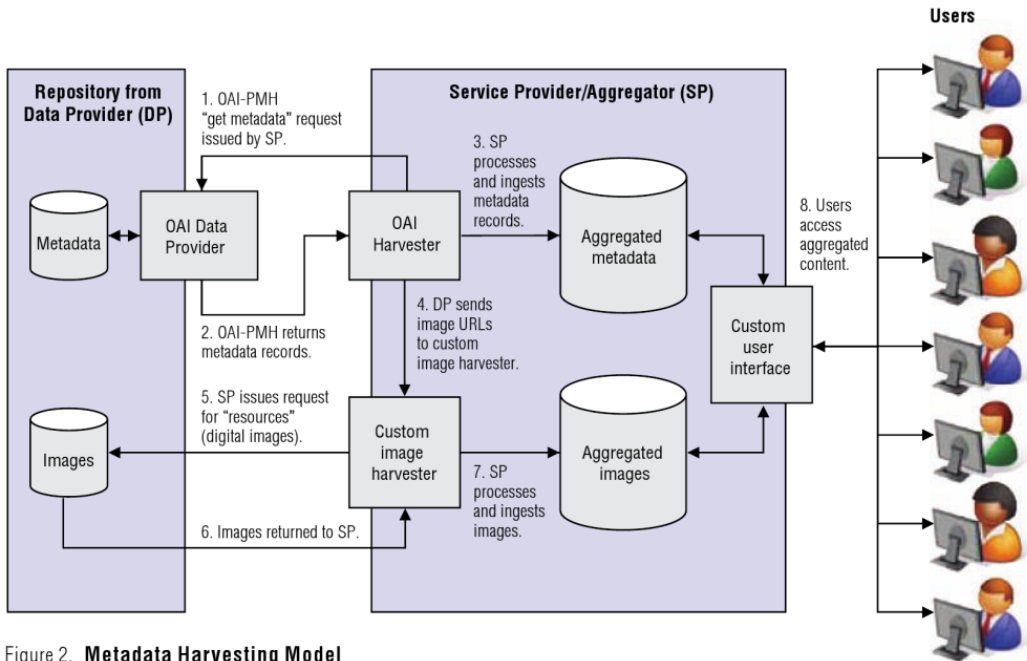 Users
Repository from
Data Provider (DP)
Service Provider/Aggregator (SP)
1. OAI-PMH
“get metadata” request
issued by SP.
3. SP
processes
and ingests
metadata
records.
Metadata
OAI Data
Provider
OAI
Harvester
Aggregated
metadata
8. Users
access
aggregated
content.
2. OAI-PMH returns
metadata records.
4. DP sends
image URLs
to custom
image harvester.
Custom
user
interface
5. SP issues request
for “resources”
(digital images).
Images
Custom
image
harvester
Aggregated
images
7. SP
processes
and ingests
images.
6. Images returned to SP.
Figure 2. Metadata Harvesting Model